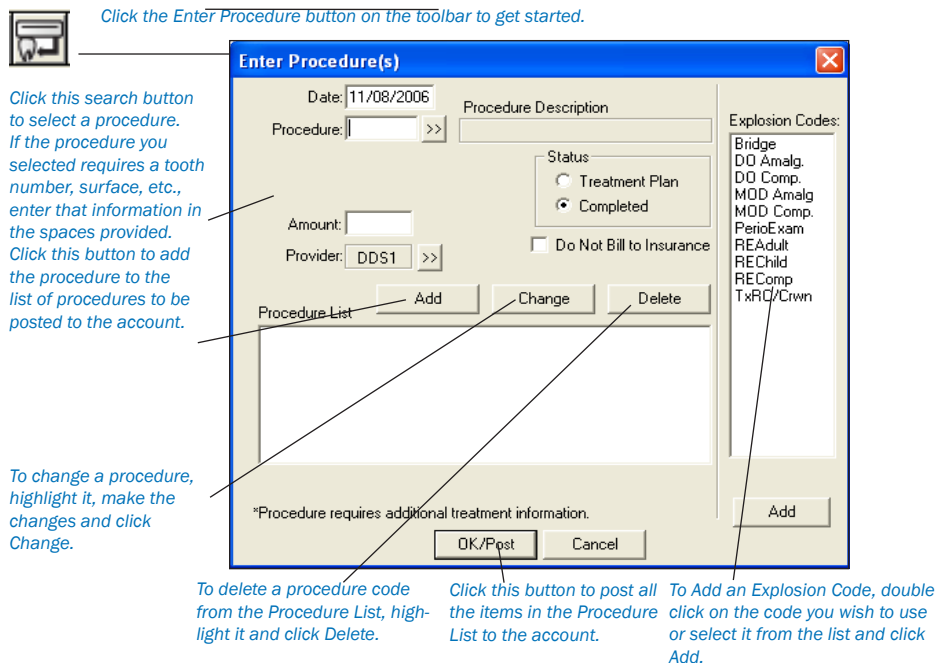 Click the Enter Procedure button on the toolbar to get started.
Enter Procedure(s)
Click this search button
to select a procedure.
If the procedure you
selected requires a tooth
number, surface, etc.,
enter that information in
the spaces provided.
Click this button to add
the procedure to the
list of procedures to be
posted to the account.
Date: 11/08/2006
Procedure Description
Procedure: >>
Status
Treatment Plan
Completed
Amount:
Do Not Bill to Insurance
Provider: DDS1 >>
Add Change Delete
Procedure List
Explosion Codes:
Bridge
DO Amalg.
DO Comp.
MOD Amalg
MOD Comp.
PerioExam
REAdult
REChild
REComp
TxRC/Crwn
Add
To change a procedure,
highlight it, make the
changes and click
Change.
*Procedure requires additional treatment information.
OK/Post Cancel
To delete a procedure code
from the Procedure List, high-
light it and click Delete.
Click this button to post all
the items in the Procedure
List to the account.
To Add an Explosion Code, double
click on the code you wish to use
or select it from the list and click
Add.